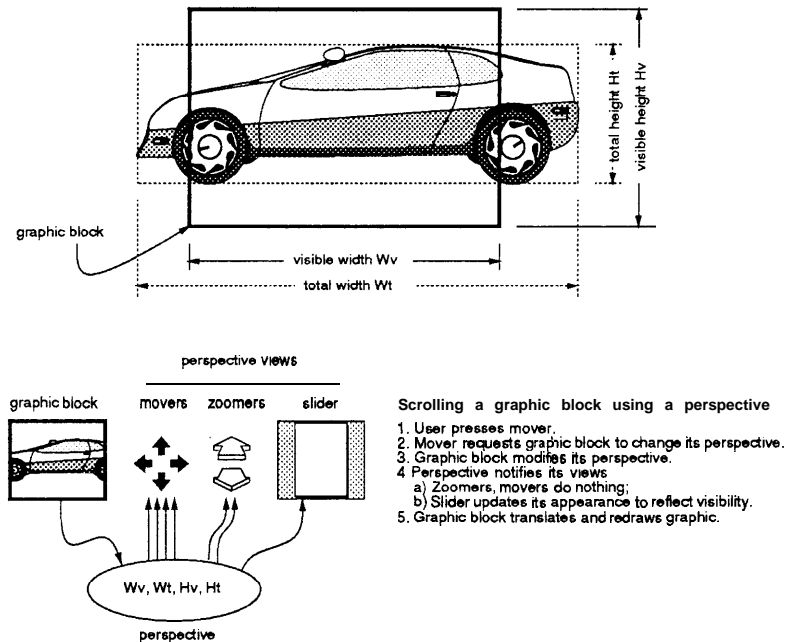 total height Ht
visible height Hv
graphic block
visible width Wv
total width Wt
perspective views
graphic block movers zoomers slider
Scrolling a graphic block using a perspective
1. User presses mover.
2. Mover requests graphic block to change its perspective.
3. Graphic block modifies its perspective.
4 Perspective notifies its views
a) Zoomers, movers do nothing;
b) Slider updates its appearance to reflect visibility.
5. Graphic block translates and redraws graphic.
Wv, Wt, Hv, Ht
perspective